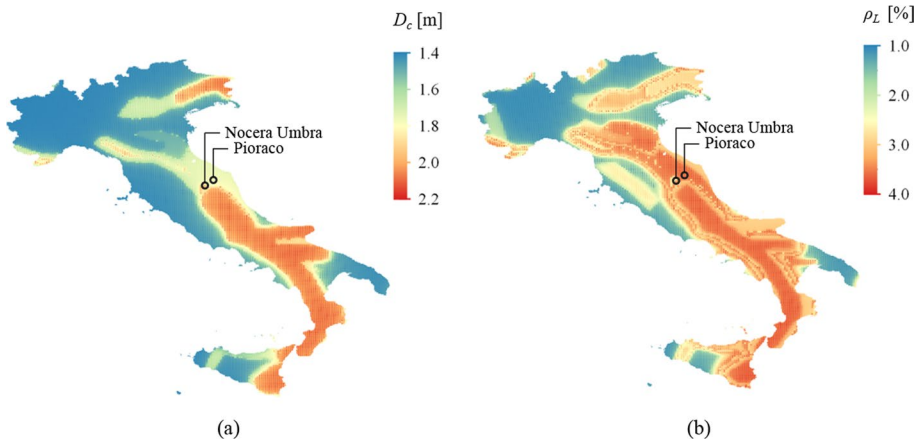 D_c [m]
1.4
1.6
1.8
2.0
2.2
Nocera Umbra
Pioraco
(a)
ρ_L [%]
1.0
2.0
3.0
4.0
Nocera Umbra
Pioraco
(b)